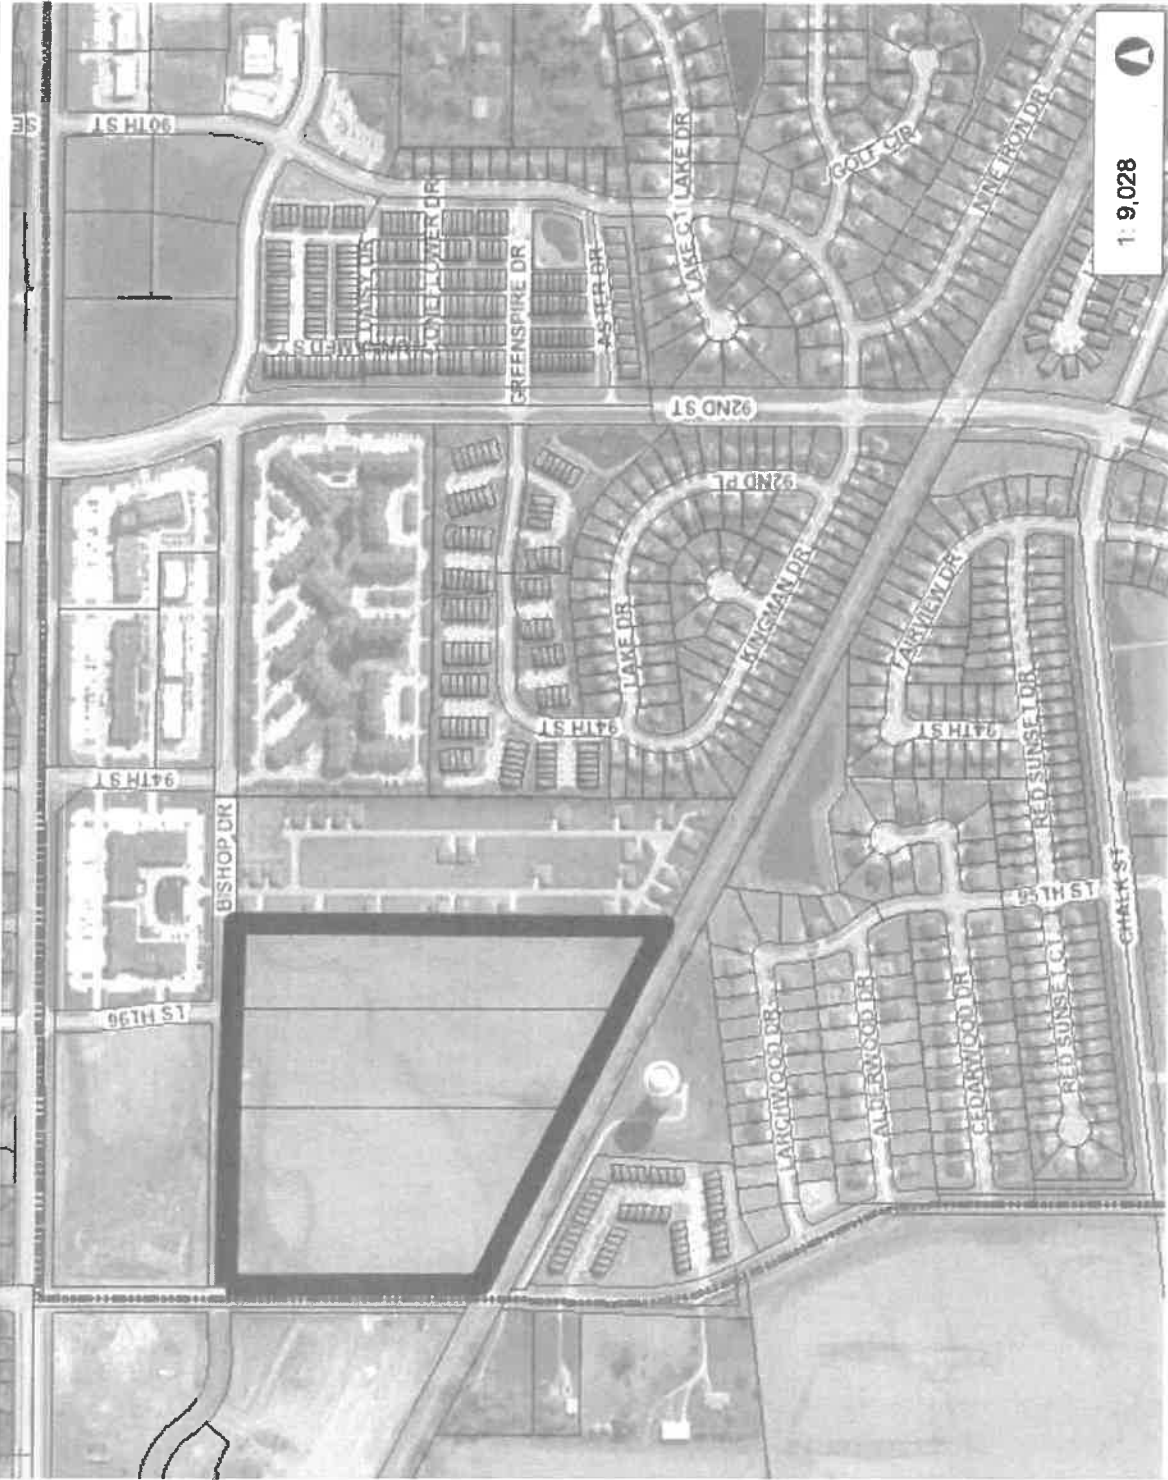 90TH ST
LAKE CT LAKE DR
GOLF CIR
NINE IRON DR
1: 9,028
GREENSPIRE DR
ASTER DR
92ND ST
92ND PL
LAKE DR
KINGMAN DR
FAIRVIEW DR
94TH ST
94TH ST
94TH ST
RED SUNSET DR
BISHOP DR
96TH ST
CHALK ST
LARCHWOOD DR
ALDERWOOD DR
CEDARWOOD DR
RED SUNSET CT
96TH ST